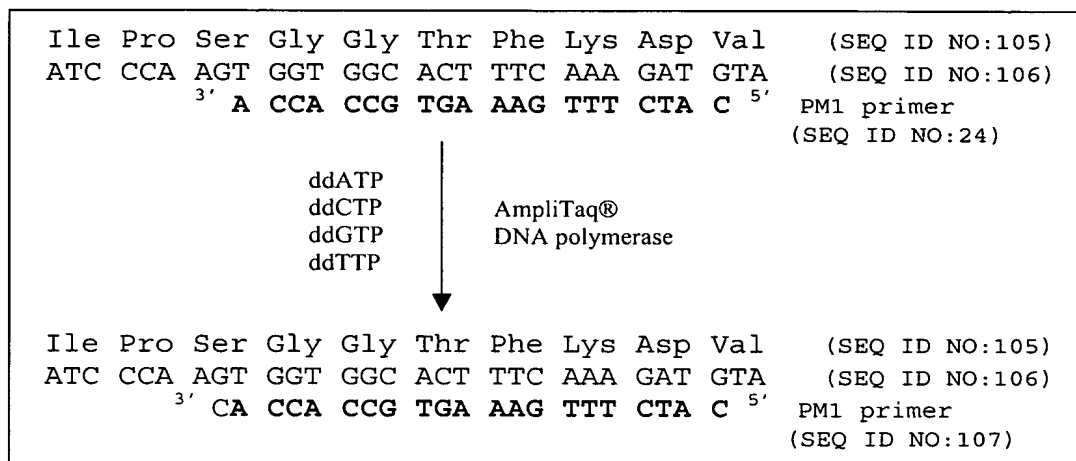 Ile Pro Ser Gly Gly Thr Phe Lys Asp Val (SEQ ID NO:105)
ATC CCA AGT GGT GGC ACT TTC AAA GAT GTA (SEQ ID NO:106)
3′ A CCA CCG TGA AAG TTT CTA C 5′ PM1 primer
(SEQ ID NO:24)
ddATP
ddCTP
ddGTP
ddTTP
AmpliTaq®
DNA polymerase
Ile Pro Ser Gly Gly Thr Phe Lys Asp Val (SEQ ID NO:105)
ATC CCA AGT GGT GGC ACT TTC AAA GAT GTA (SEQ ID NO:106)
3′ CA CCA CCG TGA AAG TTT CTA C 5′ PM1 primer
(SEQ ID NO:107)